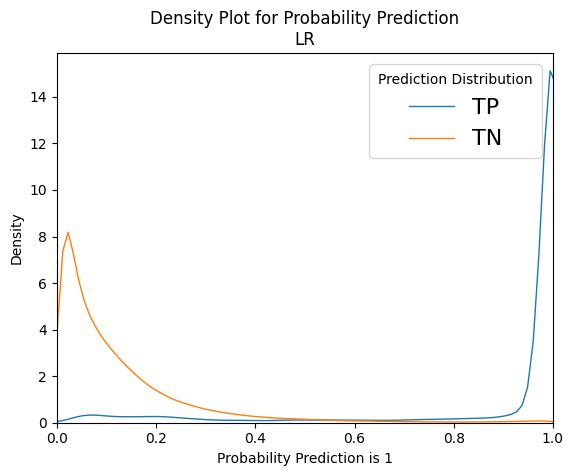 Density Plot for Probability Prediction
LR
Prediction Distribution
TP
TN
Density
14
12
10
8
6
4
2
0
0.0 0.2 0.4 0.6 0.8 1.0
Probability Prediction is 1